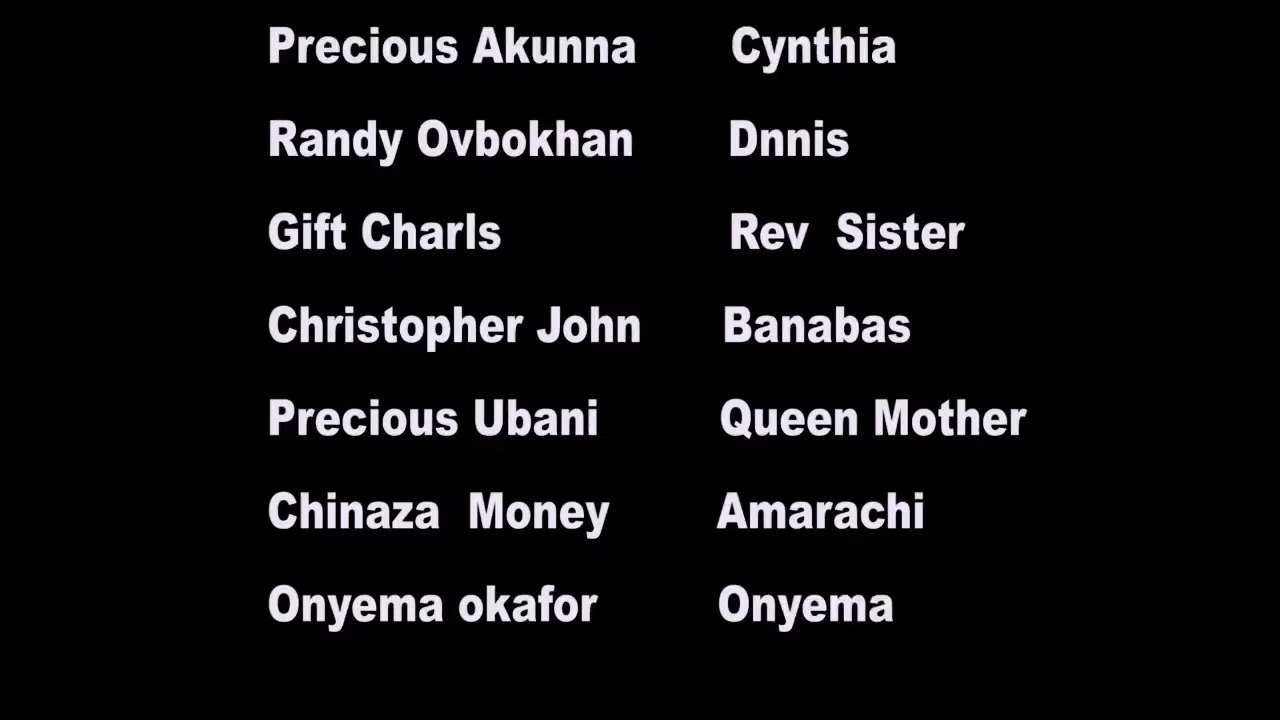 Precious Akunna Cynthia
Randy Ovbokhan Dnnis
Gift Charls Rev Sister
Christopher John Banabas
Precious Ubani Queen Mother
Chinaza Money Amarachi
Onyema okafor Onyema